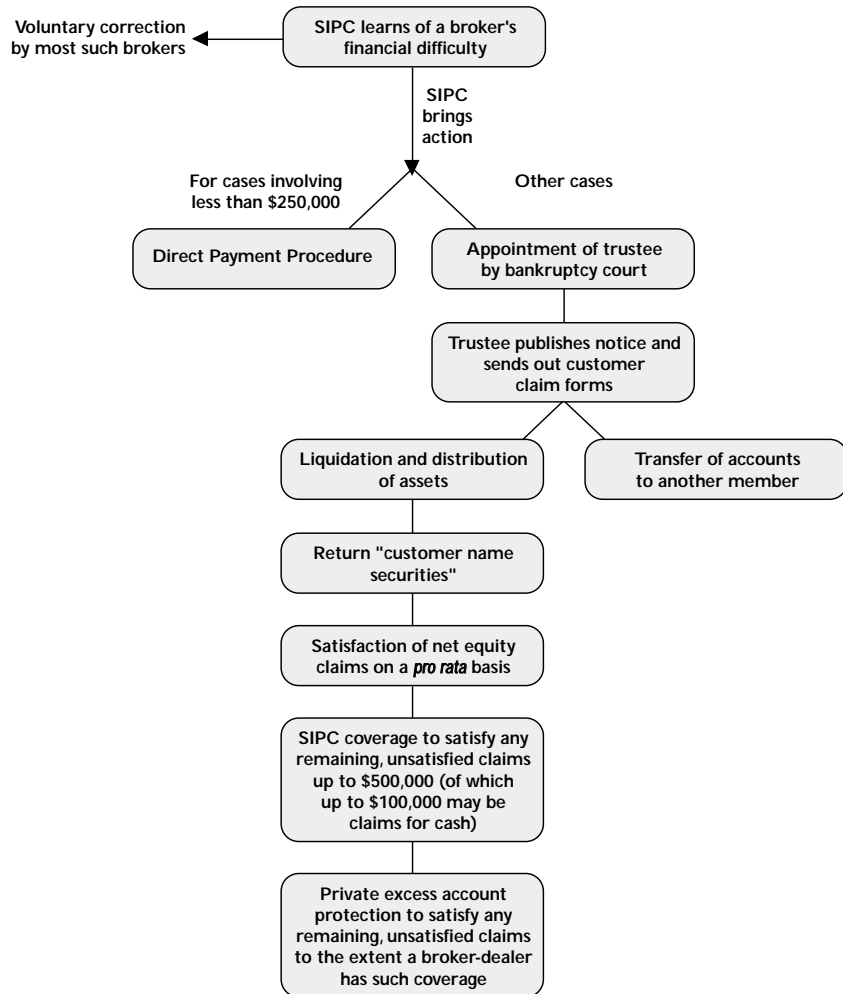 Voluntary correction
by most such brokers
SIPC learns of a broker's
financial difficulty
SIPC
brings
action
For cases involving
less than $250,000
Other cases
Direct Payment Procedure
Appointment of trustee
by bankruptcy court
Trustee publishes notice and
sends out customer
claim forms
Liquidation and distribution
of assets
Transfer of accounts
to another member
Return "customer name
securities"
Satisfaction of net equity
claims on a pro rata basis
SIPC coverage to satisfy any
remaining, unsatisfied claims
up to $500,000 (of which
up to $100,000 may be
claims for cash)
Private excess account
protection to satisfy any
remaining, unsatisfied claims
to the extent a broker-dealer
has such coverage